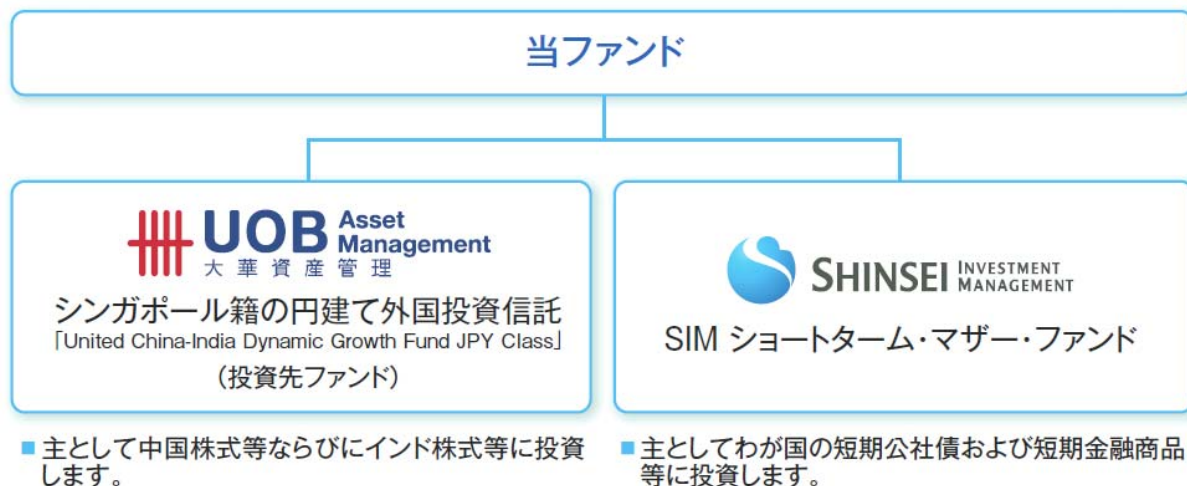 当ファンド
UOB Asset Management
大華資産管理
シンガポール籍の円建て外国投資信託
「United China-India Dynamic Growth Fund JPY Class」
（投資先ファンド）
SHINSEI INVESTMENT MANAGEMENT
SIM ショートターム・マザー・ファンド
■ 主として中国株式等ならびにインド株式等に投資
します。
■ 主としてわが国の短期公社債および短期金融商品
等に投資します。